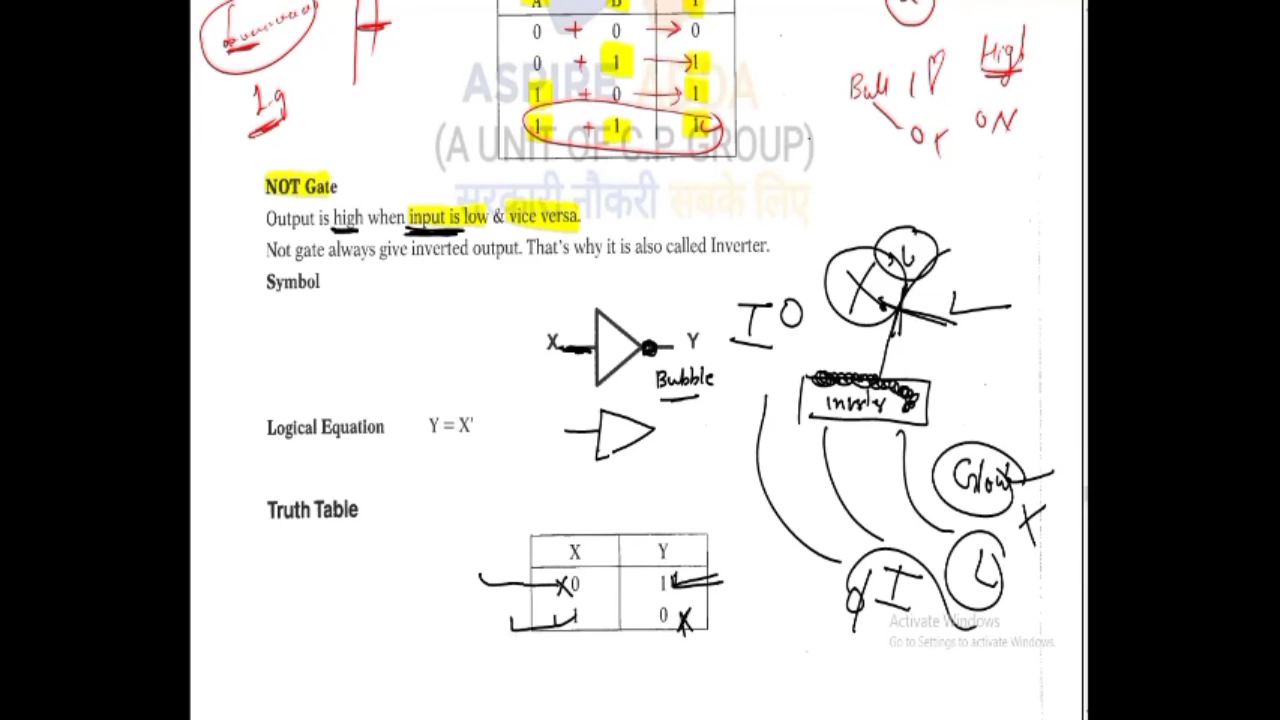 A B Y
0 + 0 → 0
0 + 1 → 1
1 + 0 → 1
1 + 1 1
ASPIRE
(A UNIT OF C.P. GROUP)
सरकारी नौकरी सबके लिए
High
ON
NOT Gate
Output is high when input is low & vice versa.
Not gate always give inverted output. That's why it is also called Inverter.
Symbol
X Y
Bubble
I O
Logical Equation Y = X'
Truth Table
X Y
0 1
1 0
Activate Windows
Go to Settings to activate Windows.